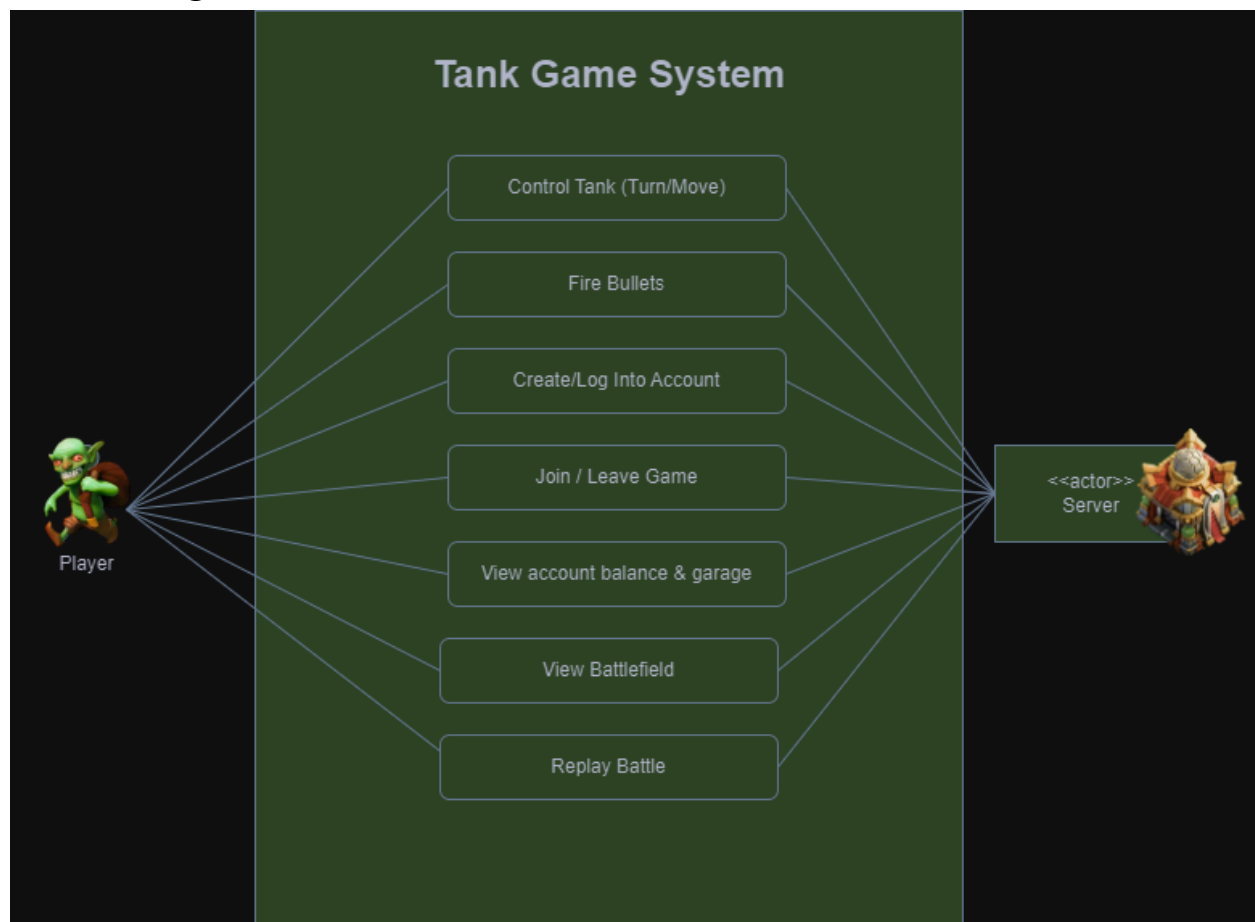 Tank Game System
Control Tank (Turn/Move)
Fire Bullets
Create/Log Into Account
Join / Leave Game
View account balance & garage
View Battlefield
Replay Battle
Player
<<actor>>
Server